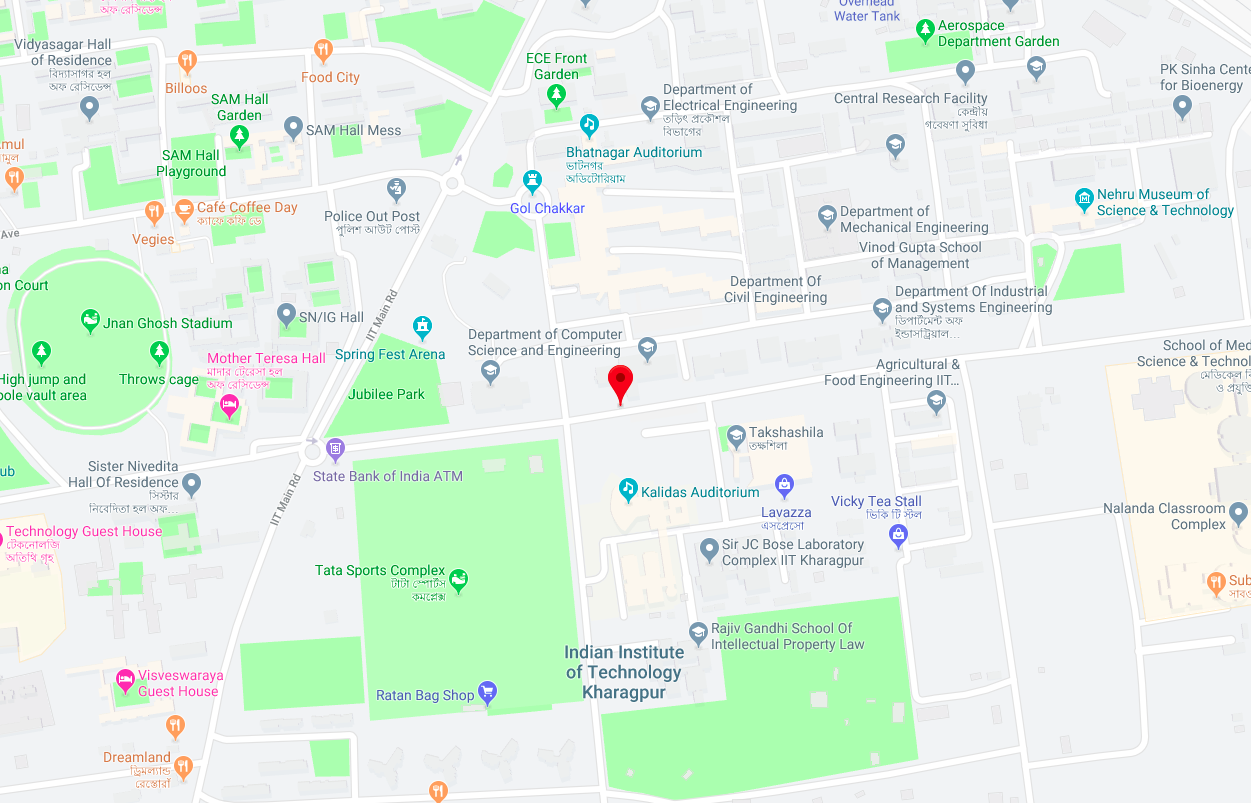 অফ রেসিডেন্স
Overhead
Water Tank
Aerospace
Department Garden
Vidyasagar Hall
of Residence
বিদ্যাসাগর হল
অফ রেসিডেন্স
Billoos
Food City
ECE Front
Garden
Department of
Electrical Engineering
তড়িৎ প্রকৌশল
বিভাগের
Central Research Facility
কেন্দ্রীয়
গবেষণা সুবিধা
PK Sinha Cente
for Bioenergy
SAM Hall
Garden
SAM Hall Mess
SAM Hall
Playground
Bhatnagar Auditorium
ভাটনগর
অডিটোরিয়াম
Café Coffee Day
ক্যাফে কফি ডে
Vegies
Police Out Post
পুলিশ আউট পোস্ট
Gol Chakkar
Department of
Mechanical Engineering
Nehru Museum of
Science & Technology
Ave
Vinod Gupta School
of Management
on Court
Department Of
Civil Engineering
Department Of Industrial
and Systems Engineering
ডিপার্টমেন্ট অফ
ইন্ডাসট্রিয়াল...
Jnan Ghosh Stadium
SN/IG Hall
IIT Main Rd
Spring Fest Arena
Department of Computer
Science and Engineering
Mother Teresa Hall
মাদার টেরেসা হল
অফ রেসিডেন্স
High jump and
pole vault area
Throws cage
Jubilee Park
Agricultural &
Food Engineering IIT...
School of Med
Science & Technol
মেডিকেল বি
ও প্রযুক্তি
Takshashila
তক্ষশিলা
State Bank of India ATM
Sister Nivedita
Hall Of Residence
সিস্টার
নিবেদিতা হল অফ...
IIT Main Rd
Kalidas Auditorium
Lavazza
এসপ্রেসো
Vicky Tea Stall
ভিকি টি স্টল
Nalanda Classroom
Complex
Technology Guest House
টেকনোলজি
অতিথি গৃহ
Sir JC Bose Laboratory
Complex IIT Kharagpur
Tata Sports Complex
টাটা স্পোর্টস
কমপ্লেক্স
Sub
Rajiv Gandhi School Of
Intellectual Property Law
Indian Institute
of Technology
Kharagpur
Visveswaraya
Guest House
Ratan Bag Shop
Dreamland
ড্রিমল্যান্ড
রেস্তোরাঁ